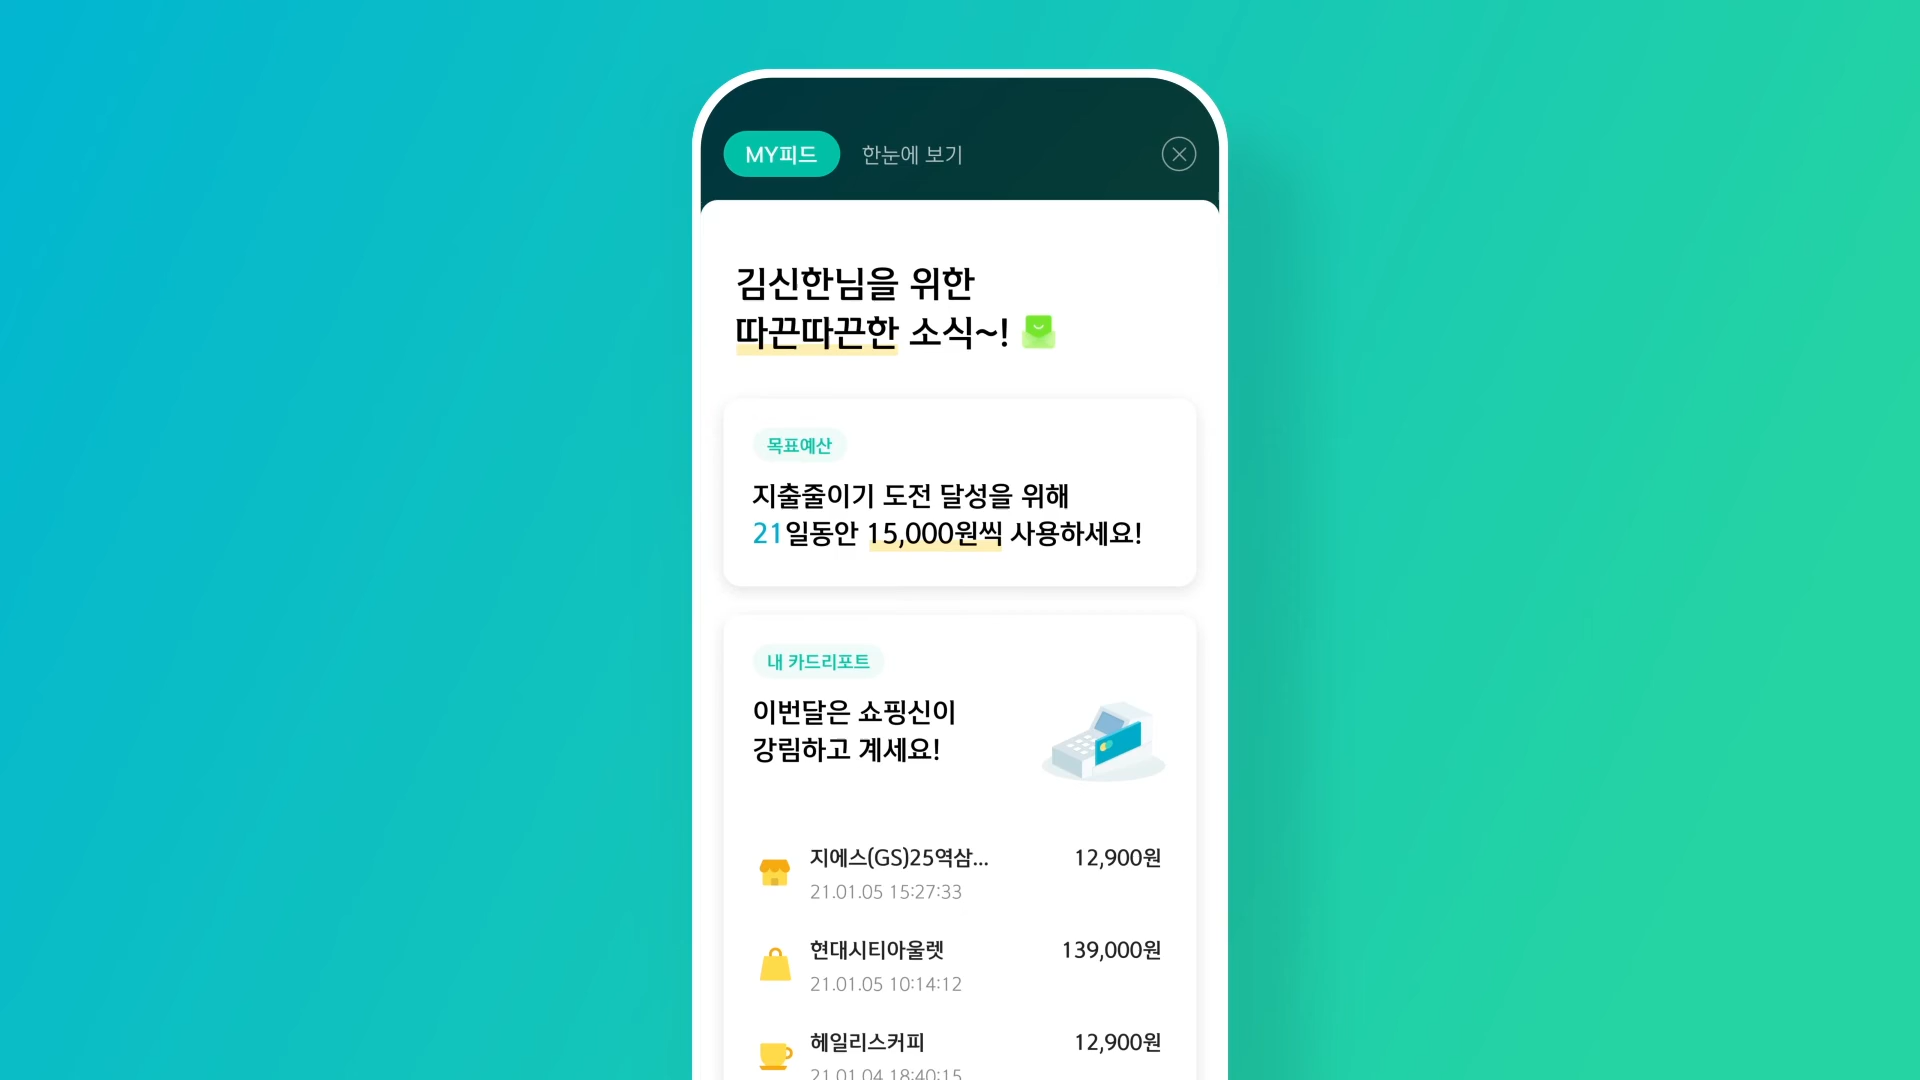 MY피드 한눈에 보기
김신한님을 위한
따끈따끈한 소식~!
목표예산
지출줄이기 도전 달성을 위해
21일동안 15,000원씩 사용하세요!
내 카드리포트
이번달은 쇼핑신이
강림하고 계세요!
지에스(GS)25역삼... 12,900원
21.01.05 15:27:33
현대시티아울렛 139,000원
21.01.05 10:14:12
헤일리스커피 12,900원
21.01.04 18:40:15